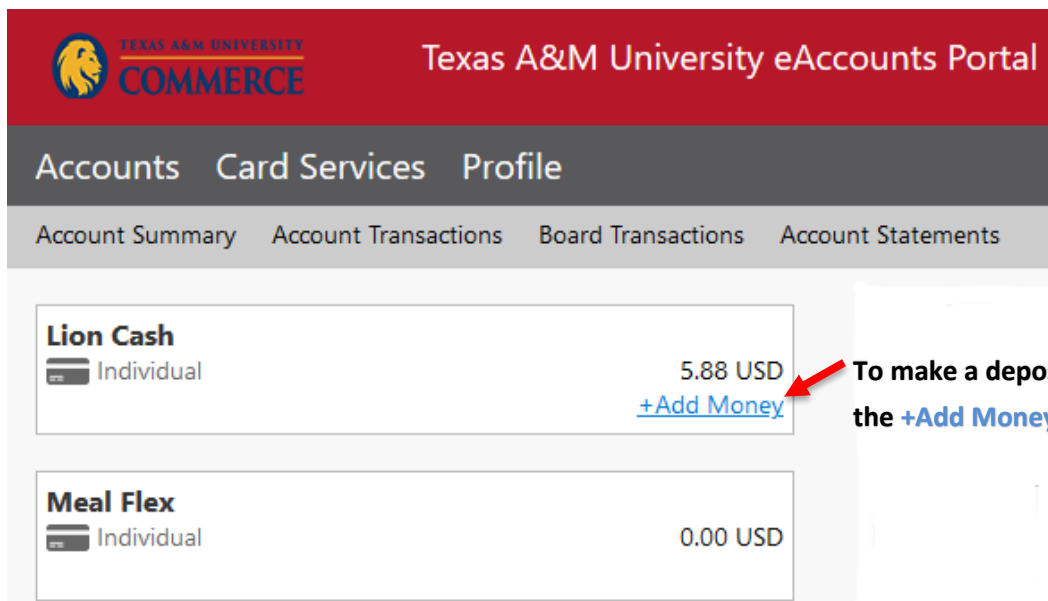 TEXAS A&M UNIVERSITY
COMMERCE
Texas A&M University eAccounts Portal
Accounts Card Services Profile
Account Summary Account Transactions Board Transactions Account Statements
Lion Cash
Individual
5.88 USD
+Add Money
To make a depo
the +Add Money
Meal Flex
Individual
0.00 USD